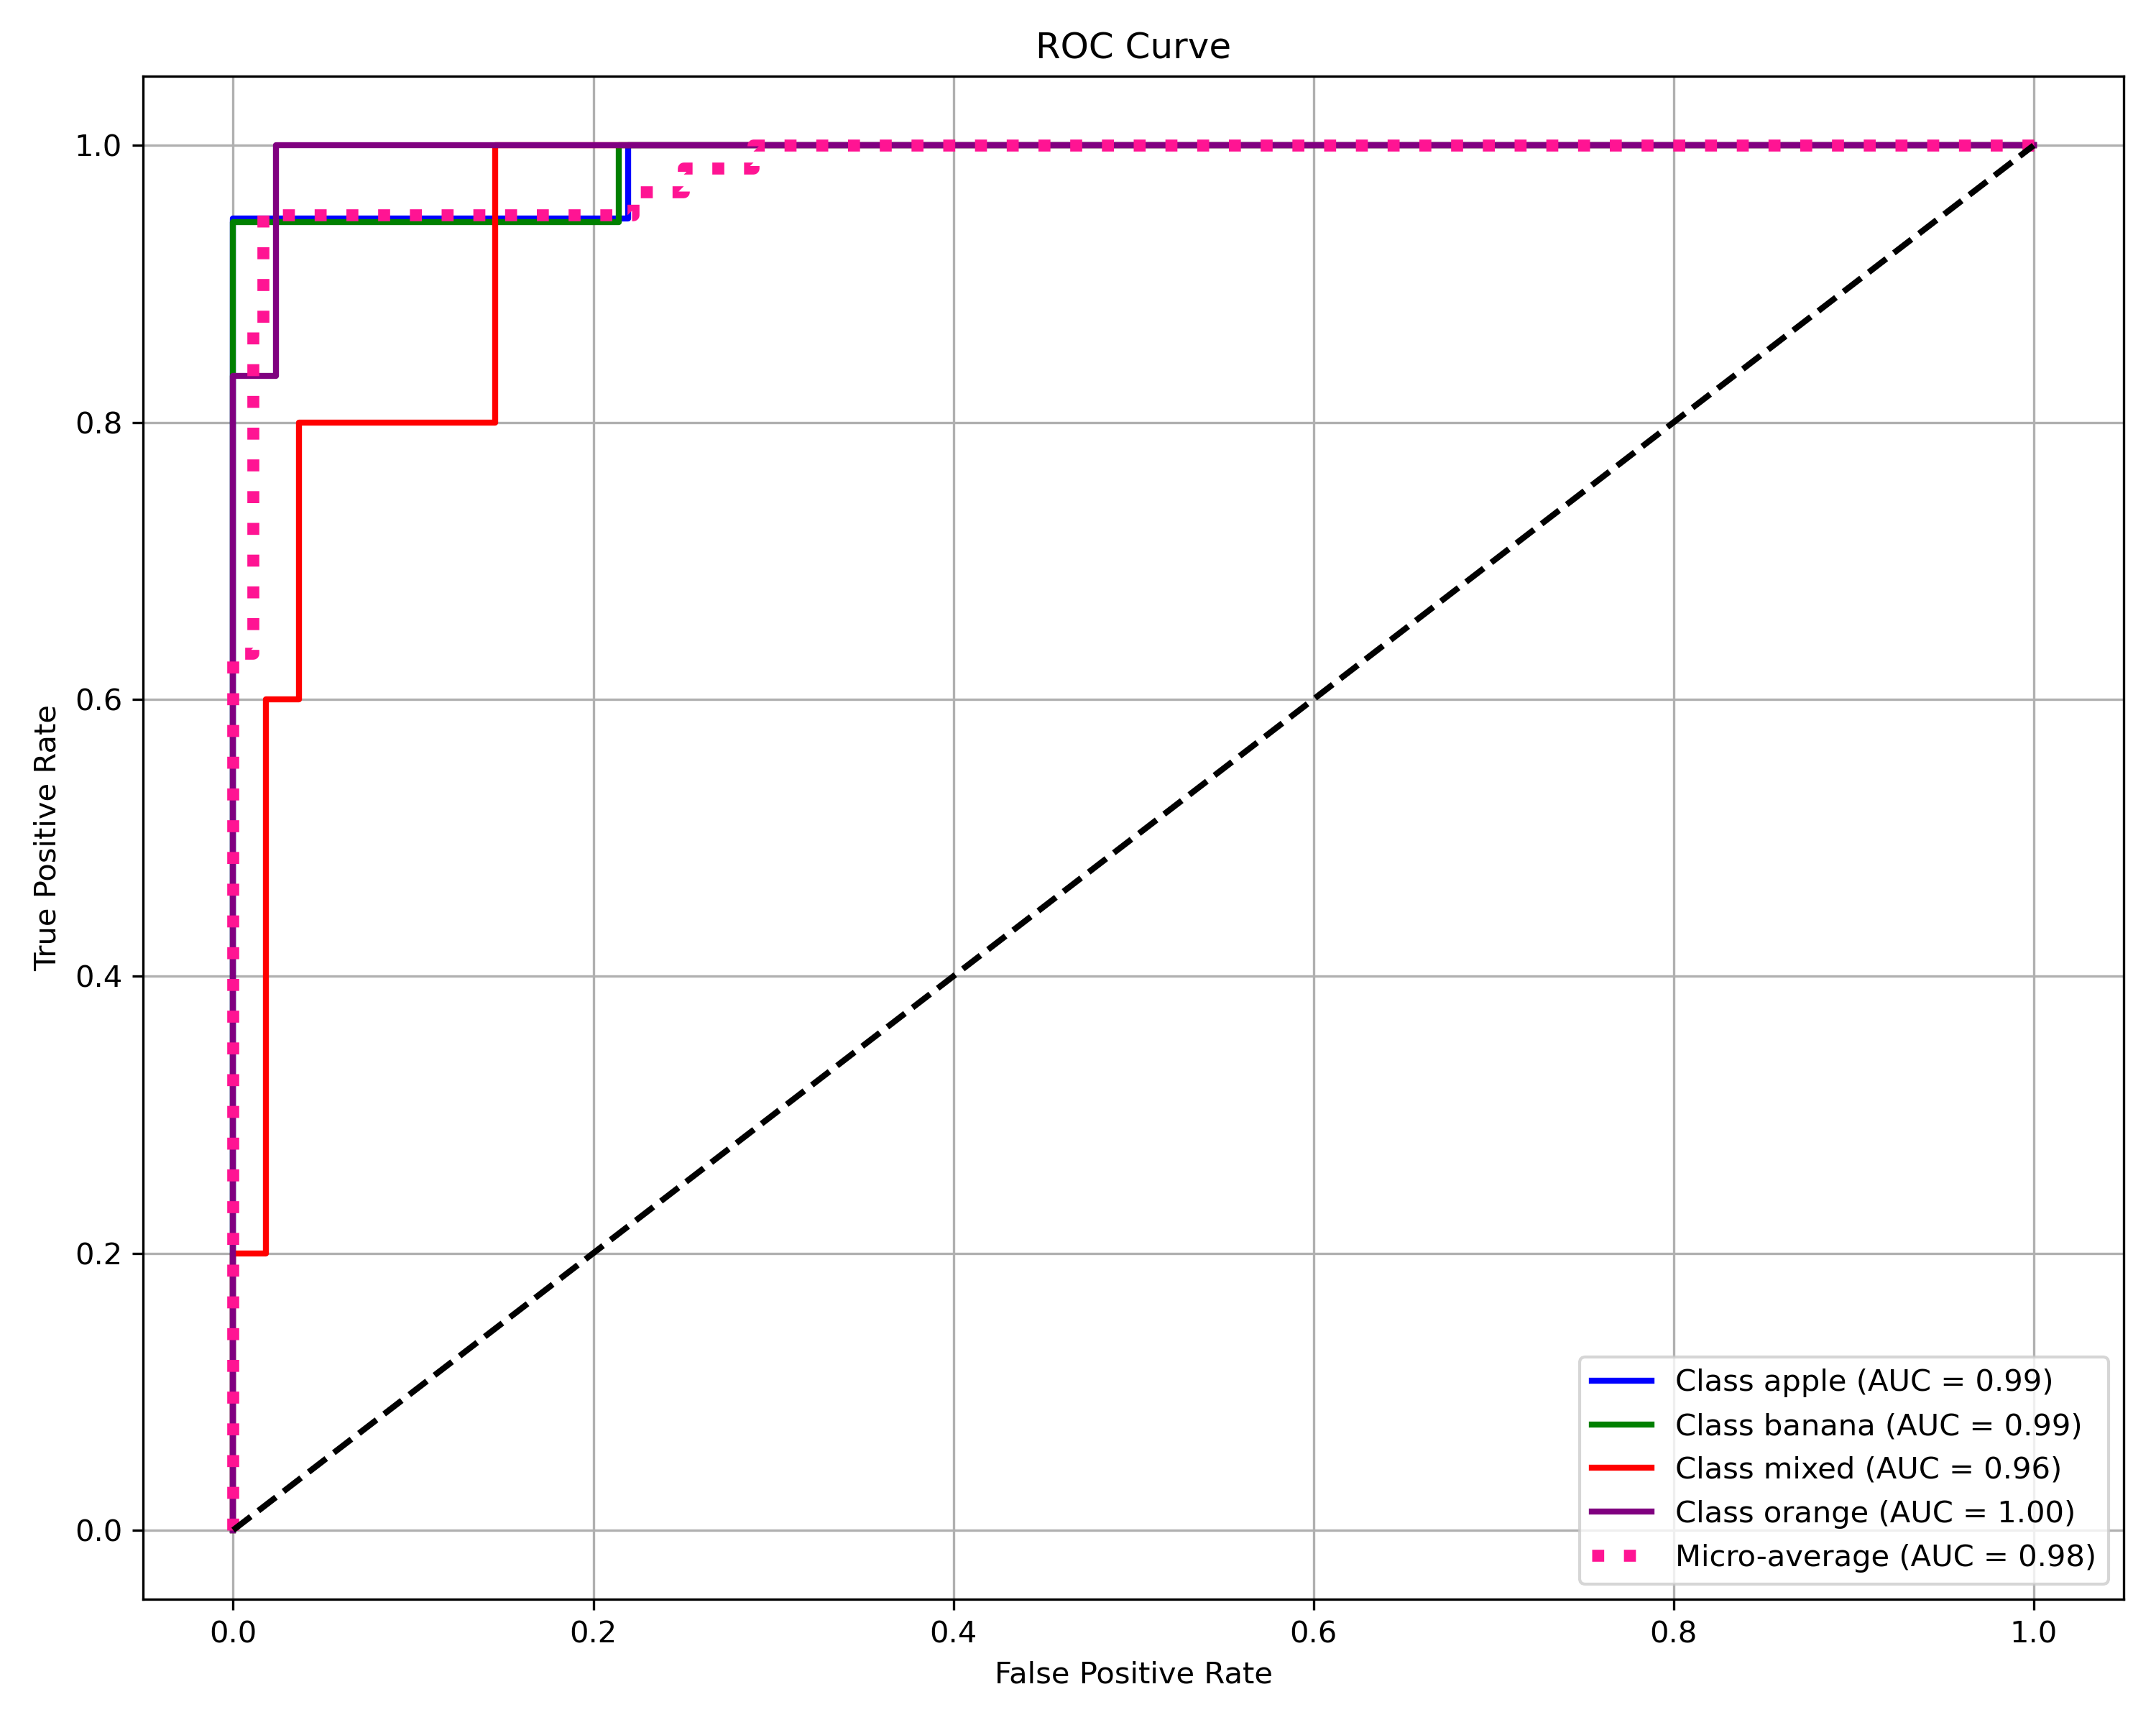 ROC Curve
1.0
0.8
0.6
0.4
0.2
0.0
True Positive Rate
0.0 0.2 0.4 0.6 0.8 1.0
False Positive Rate
Class apple (AUC = 0.99)
Class banana (AUC = 0.99)
Class mixed (AUC = 0.96)
Class orange (AUC = 1.00)
Micro-average (AUC = 0.98)